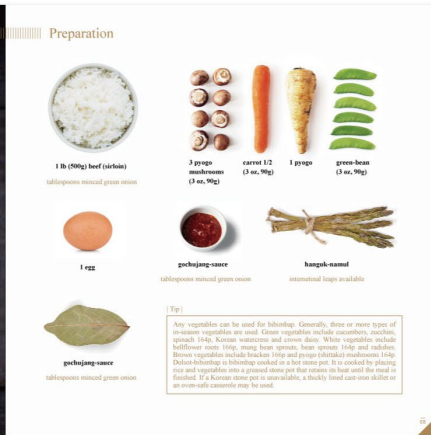 Preparation
1 lb (500g) beef (sirloin)
tablespoons minced green onion
3 pyogo
mushrooms
(3 oz, 90g)
carrot 1/2
(3 oz, 90g)
1 pyogo
green-bean
(3 oz, 90g)
1 egg
gochujang-sauce
tablespoons minced green onion
hanguk-namul
gochujang-sauce
tablespoons minced green onion
| Tip |
Any vegetables can be used for bibimbap. Generally, three or more types of
in-season vegetables are used. Green vegetables include cucumbers, zucchini,
spinach 164p, Korean watercress and crown daisy. White vegetables include
bellflower roots 166p, mung bean sprouts, bean sprouts 164p and radishes.
Brown vegetables include bracken 166p and pyogo (shiitake) mushrooms 164p.
Dolsot-bibimbap is bibimbap cooked in a hot stone pot. It is cooked by placing
rice and vegetables into a greased stone pot that retains its heat until the meal is
finished. If a Korean stone pot is unavailable, a thickly lined cast-iron skillet or
an oven-safe casserole may be used.